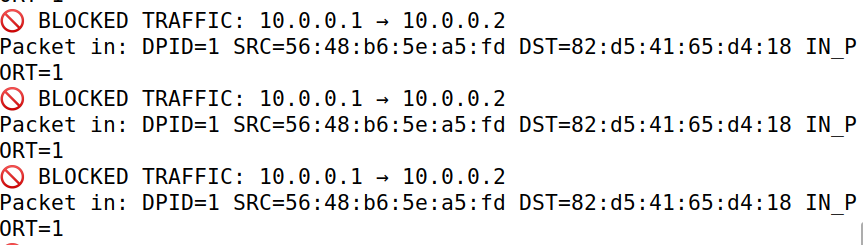 🚫 BLOCKED TRAFFIC: 10.0.0.1 → 10.0.0.2
Packet in: DPID=1 SRC=56:48:b6:5e:a5:fd DST=82:d5:41:65:d4:18 IN_P
ORT=1
🚫 BLOCKED TRAFFIC: 10.0.0.1 → 10.0.0.2
Packet in: DPID=1 SRC=56:48:b6:5e:a5:fd DST=82:d5:41:65:d4:18 IN_P
ORT=1
🚫 BLOCKED TRAFFIC: 10.0.0.1 → 10.0.0.2
Packet in: DPID=1 SRC=56:48:b6:5e:a5:fd DST=82:d5:41:65:d4:18 IN_P
ORT=1